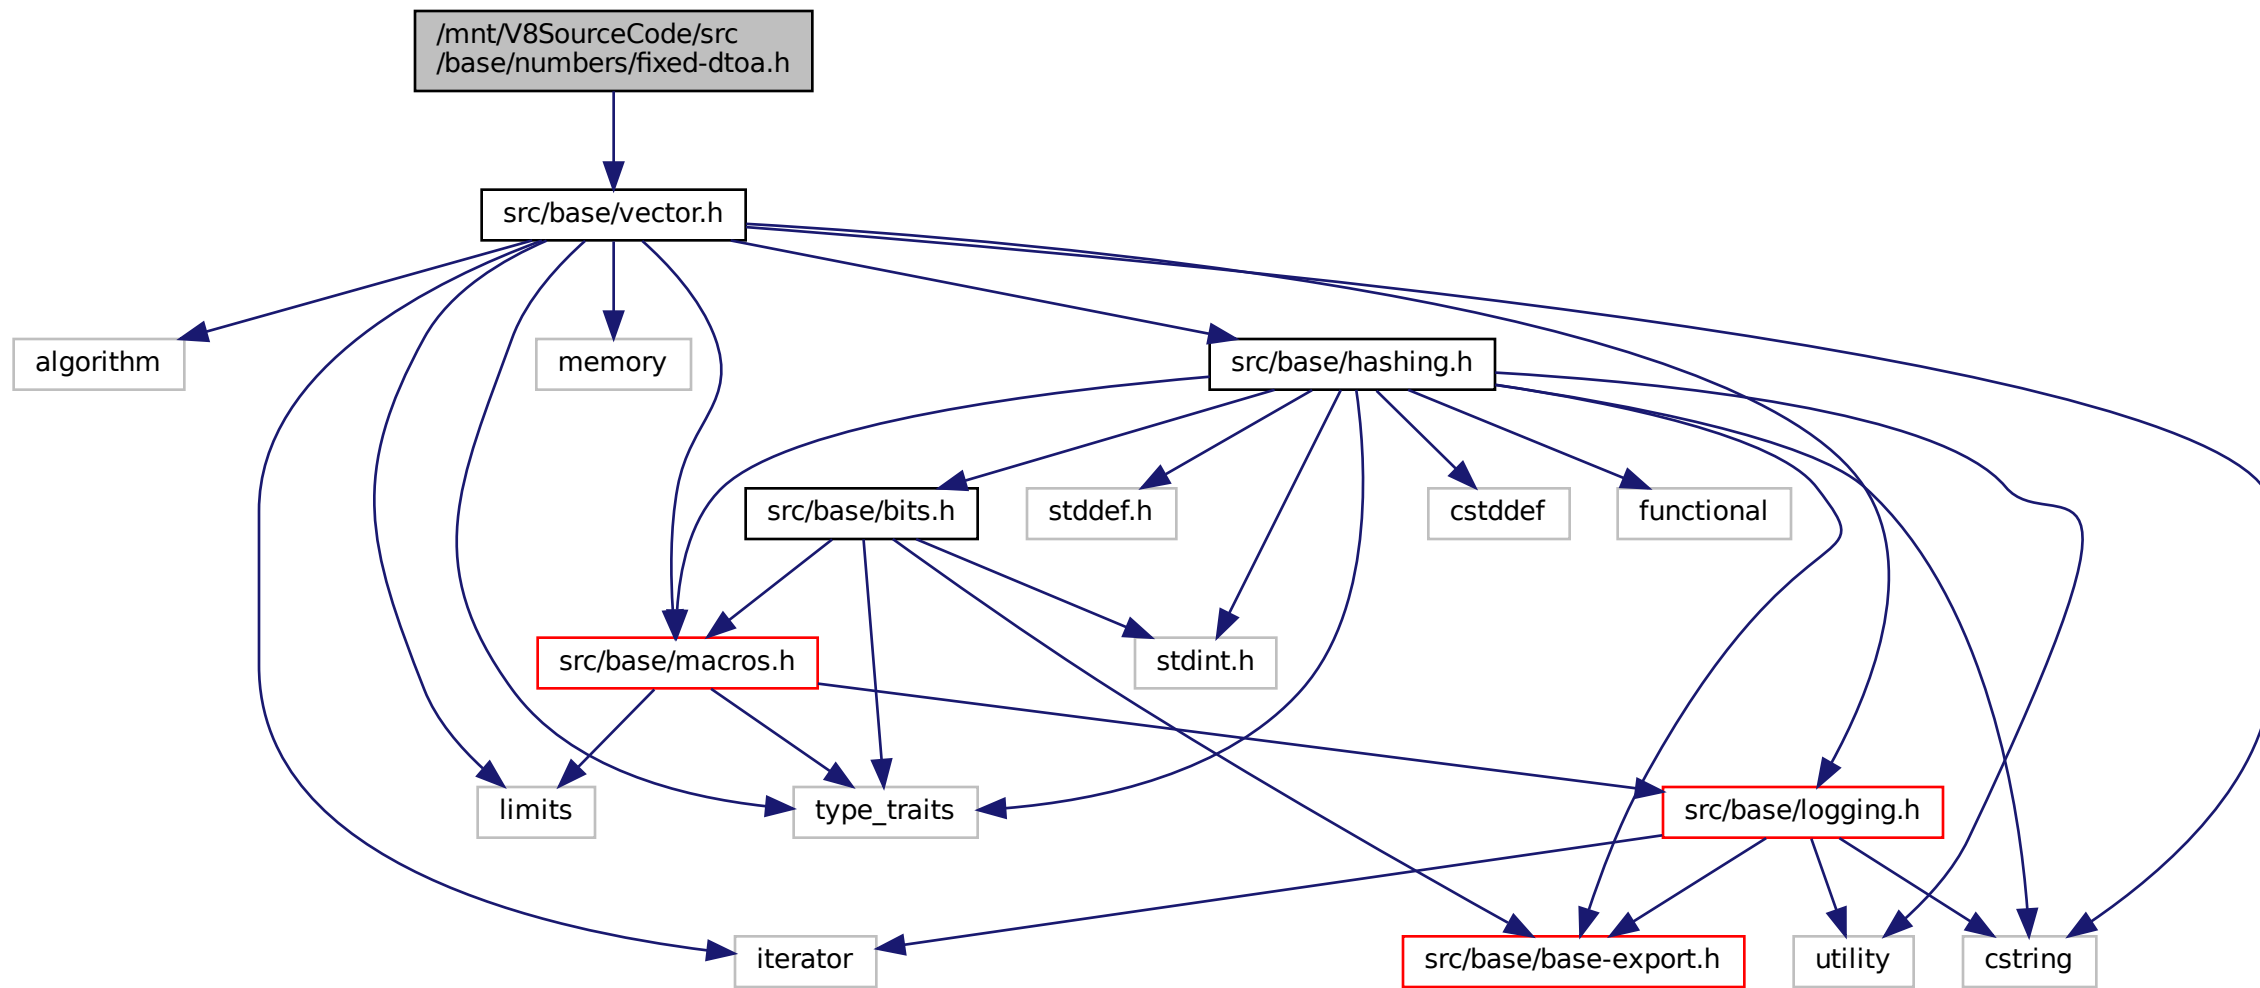 /mnt/V8SourceCode/src
/base/numbers/fixed-dtoa.h
src/base/vector.h
algorithm
memory
src/base/hashing.h
src/base/bits.h
stddef.h
cstddef
functional
src/base/macros.h
stdint.h
limits
type_traits
src/base/logging.h
iterator
src/base/base-export.h
utility
cstring